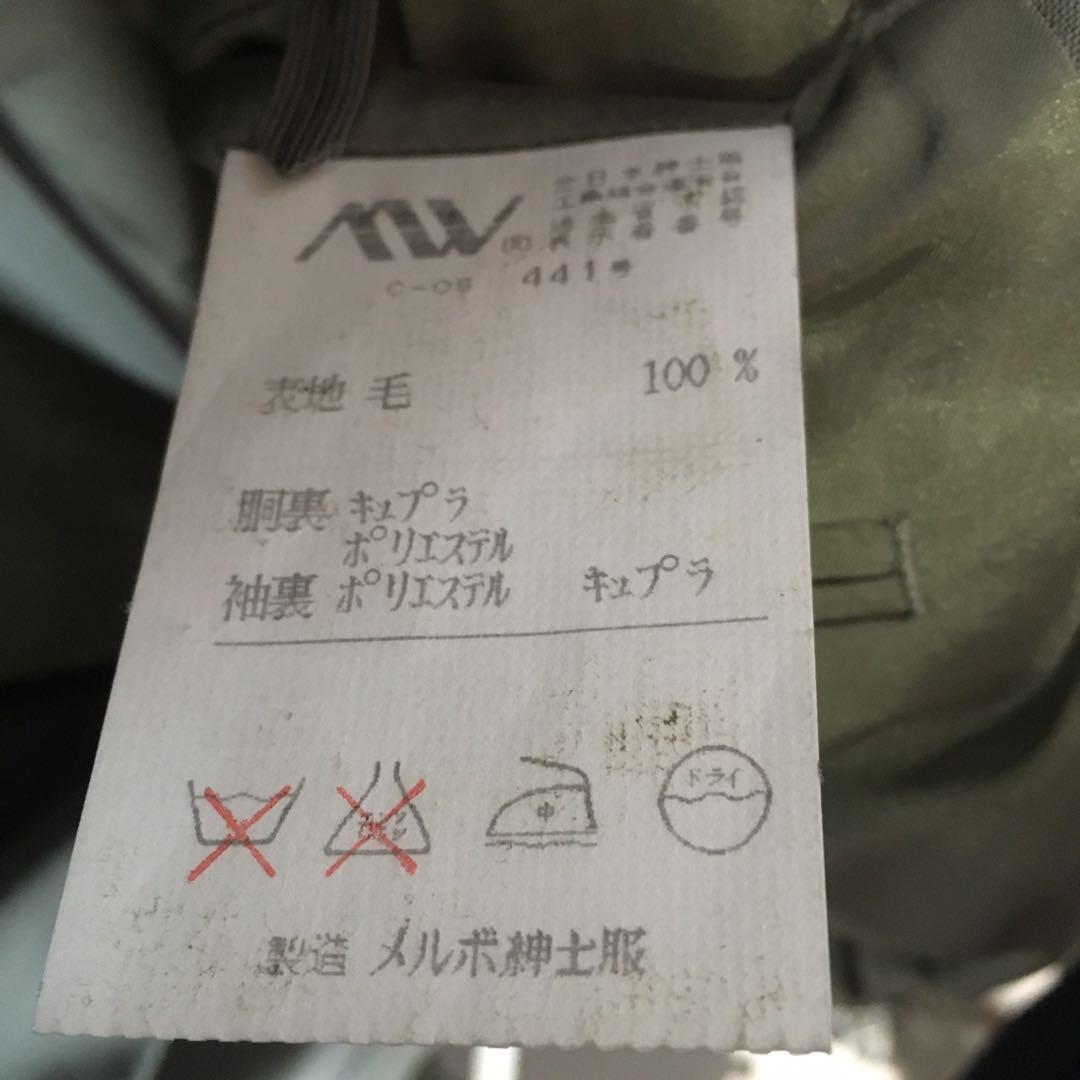 MW®
C-08 441号
表地 毛 100 %
胴裏 キュプラ
ポリエステル
袖裏 ポリエステル キュプラ
中 ドライ
製造 メルボ紳士服